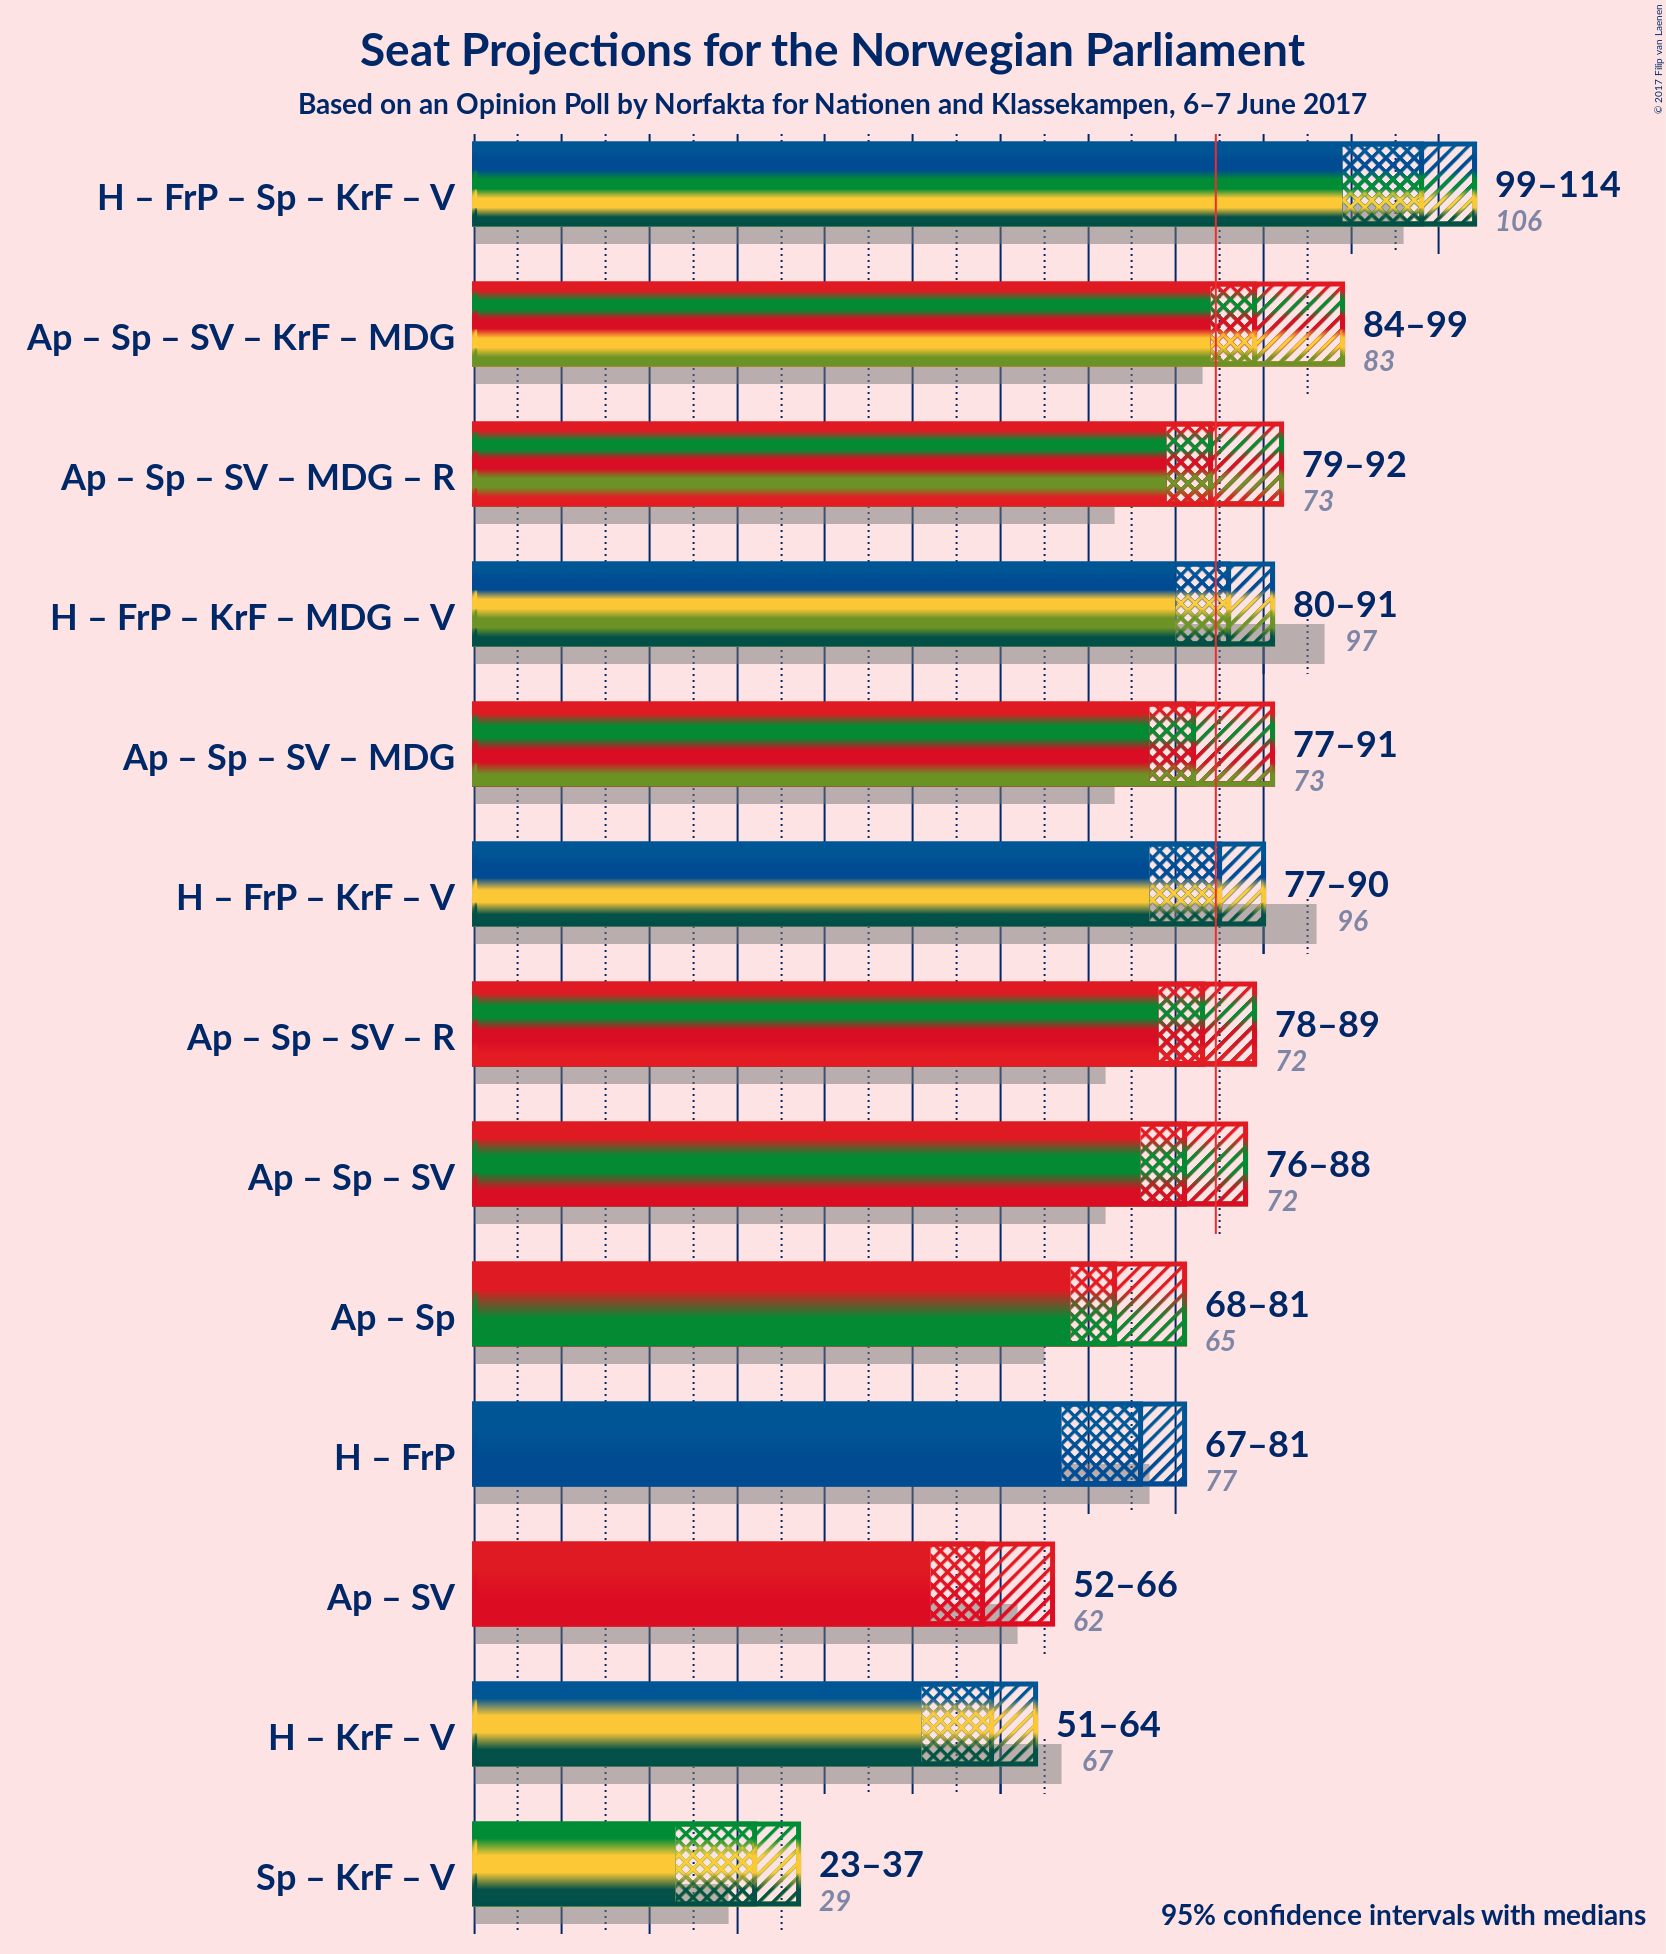 Seat Projections for the Norwegian Parliament
Based on an Opinion Poll by Norfakta for Nationen and Klassekampen, 6–7 June 2017
© 2017 Filip van Laenen
H – FrP – Sp – KrF – V
99–114
106
Ap – Sp – SV – KrF – MDG
84–99
83
Ap – Sp – SV – MDG – R
79–92
73
H – FrP – KrF – MDG – V
80–91
97
Ap – Sp – SV – MDG
77–91
73
H – FrP – KrF – V
77–90
96
Ap – Sp – SV – R
78–89
72
Ap – Sp – SV
76–88
72
Ap – Sp
68–81
65
H – FrP
67–81
77
Ap – SV
52–66
62
H – KrF – V
51–64
67
Sp – KrF – V
23–37
29
95% confidence intervals with medians